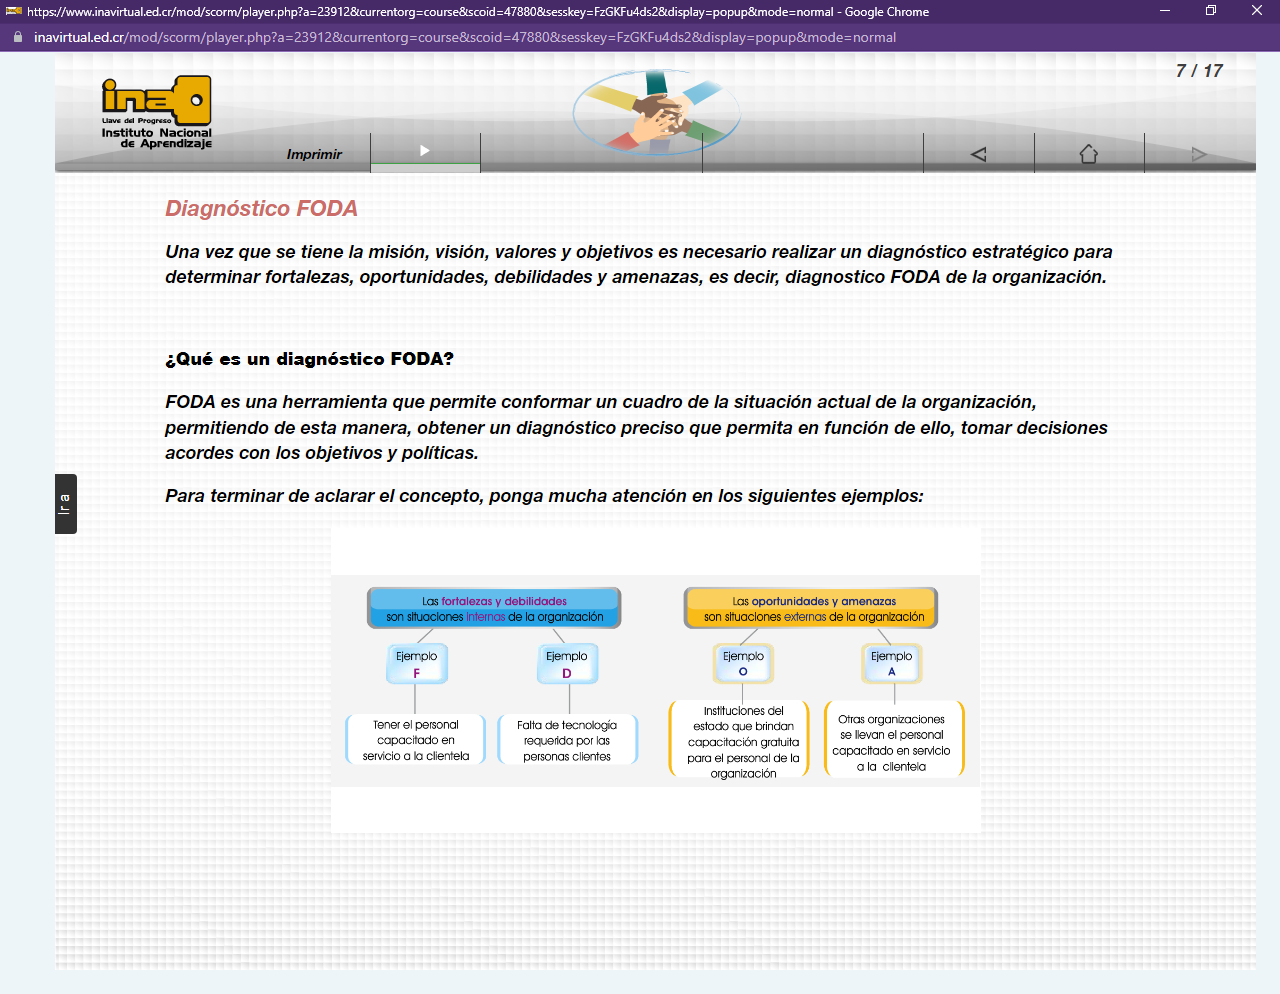 https://www.inavirtual.ed.cr/mod/scorm/player.php?a=23912&currentorg=course&scoid=47880&sesskey=FzGKFu4ds2&display=popup&mode=normal - Google Chrome
inavirtual.ed.cr/mod/scorm/player.php?a=23912&currentorg=course&scoid=47880&sesskey=FzGKFu4ds2&display=popup&mode=normal
7 / 17
ina
Llave del Progreso
Instituto Nacional
de Aprendizaje
Imprimir
Diagnóstico FODA
Una vez que se tiene la misión, visión, valores y objetivos es necesario realizar un diagnóstico estratégico para
determinar fortalezas, oportunidades, debilidades y amenazas, es decir, diagnostico FODA de la organización.
¿Qué es un diagnóstico FODA?
FODA es una herramienta que permite conformar un cuadro de la situación actual de la organización,
permitiendo de esta manera, obtener un diagnóstico preciso que permita en función de ello, tomar decisiones
acordes con los objetivos y políticas.
Ir a
Para terminar de aclarar el concepto, ponga mucha atención en los siguientes ejemplos:
Las fortalezas y debilidades
son situaciones internas de la organización
Ejemplo
F
Tener el personal
capacitado en
servicio a la clientela
Ejemplo
D
Falta de tecnología
requerida por las
personas clientes
Las oportunidades y amenazas
son situaciones externas de la organización
Ejemplo
O
Instituciones del
estado que brindan
capacitación gratuita
para el personal de la
organización
Ejemplo
A
Otras organizaciones
se llevan el personal
capacitado en servicio
a la clientela